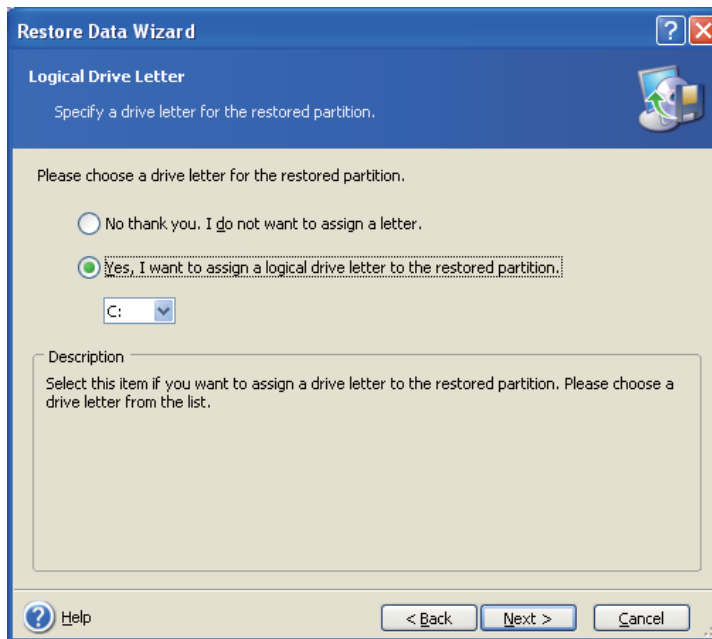 Restore Data Wizard
Logical Drive Letter
Specify a drive letter for the restored partition.
Please choose a drive letter for the restored partition.
No thank you. I do not want to assign a letter.
Yes, I want to assign a logical drive letter to the restored partition.
C:
Description
Select this item if you want to assign a drive letter to the restored partition. Please choose a
drive letter from the list.
? Help
< Back
Next >
Cancel